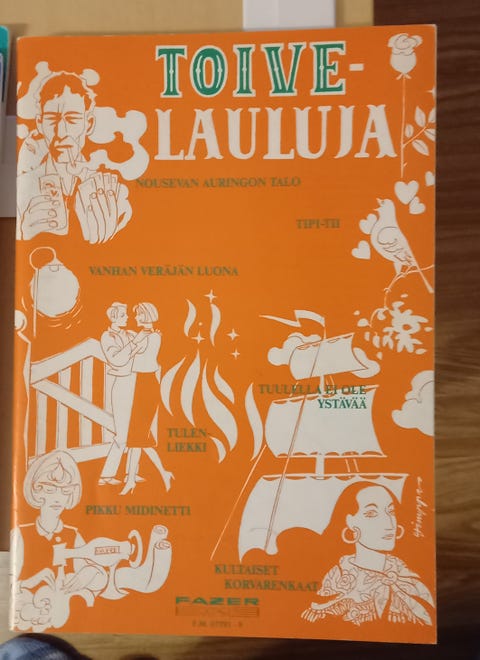 TOIVE-
LAULUJA
NOUSEVAN AURINGON TALO
TIPI-TII
VANHAN VERÄJÄN LUONA
TUULELLA EI OLE
YSTÄVÄÄ
TULEN-
LIEKKI
PIKKU MIDINETTI
KULTAISET
KORVARENKAAT
FAZER